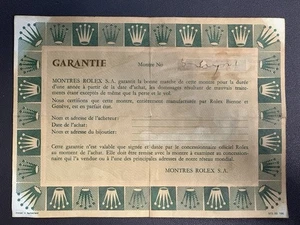 GARANTIE
Montre No
MONTRES ROLEX S.A. garantit la bonne marche de cette montre pour la durée
d'une année à partir de la date d'achat, les dommages résultant de mauvais traite-
ments étant exceptés de même que la perte et le vol.
Nous certifions que cette montre, entièrement manufacturée par Rolex Bienne et
Genève, est en parfait état.
Nom et adresse de l'acheteur:
Date de l'achat:
Nom et adresse du bijoutier:
Cette garantie n'est valable que signée et datée par le concessionnaire officiel Rolex
au moment de l'achat. Elle doit être retournée avec la montre à examiner au concession-
naire qui l'a vendue ou à l'une des principales adresses de notre réseau mondial.
MONTRES ROLEX S.A.